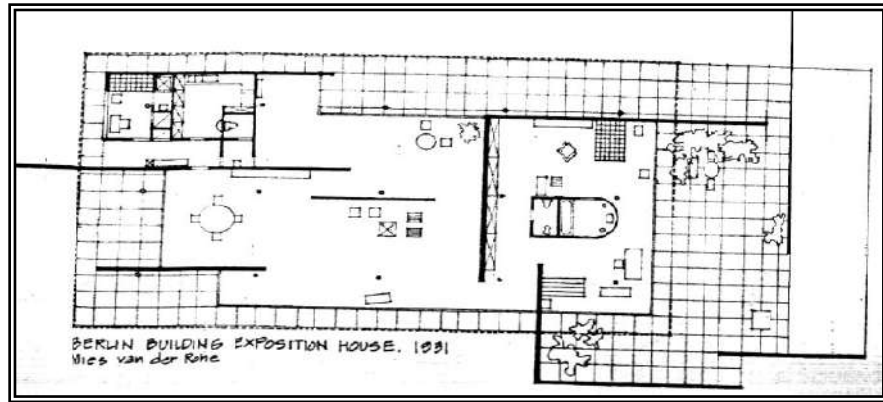 BERLIN BUILDING EXPOSITION HOUSE. 1931
Mies van der Rohe